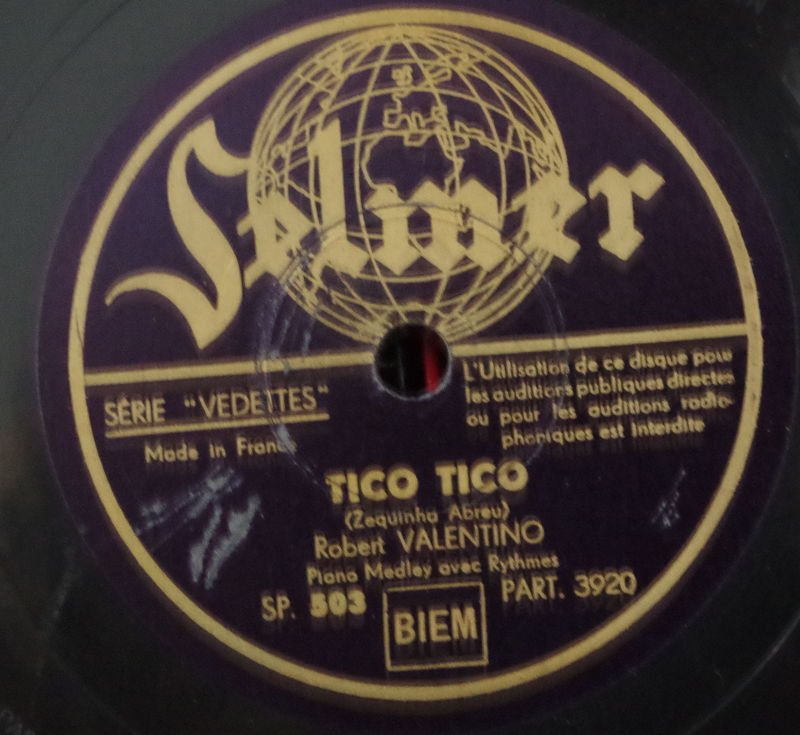 Selmer
SÉRIE "VEDETTES"
Made in France
L'Utilisation de ce disque pour
les auditions publiques directes
ou pour les auditions radio-
phoniques est interdite
TICO TICO
(Zequinha Abreu)
Robert VALENTINO
Piano Medley avec Rythmes
SP. 503
BIEM
PART. 3920